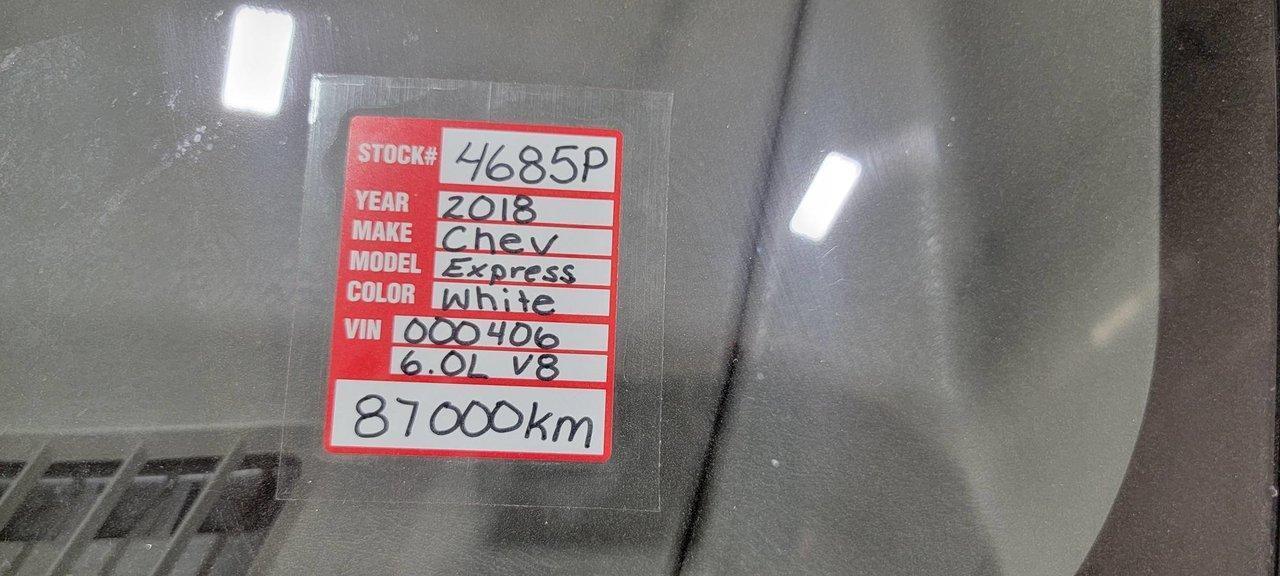 STOCK# 4685P
YEAR 2018
MAKE Chev
MODEL Express
COLOR White
VIN 000406
6.0L V8
87000km